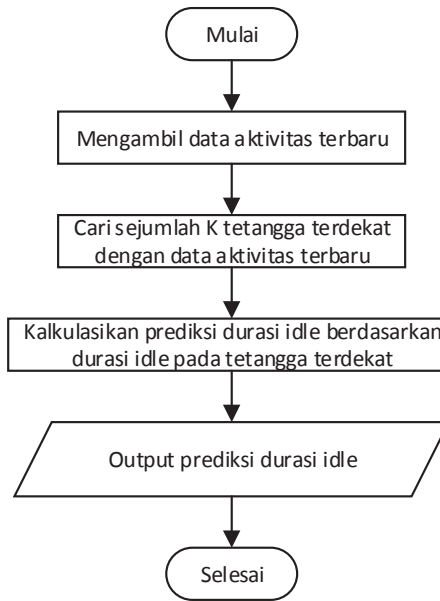 Mulai
Mengambil data aktivitas terbaru
Cari sejumlah K tetangga terdekat
dengan data aktivitas terbaru
Kalkulasikan prediksi durasi idle berdasarkan
durasi idle pada tetangga terdekat
Output prediksi durasi idle
Selesai